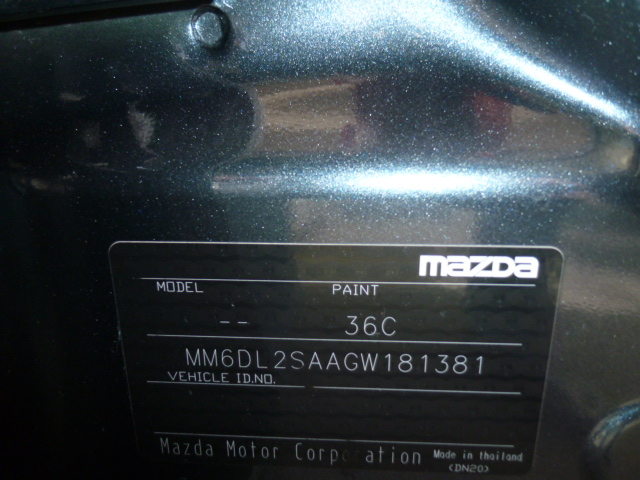 mazda
MODEL PAINT
-- 36C
MM6DL2SAAGW181381
VEHICLE ID.NO.
Mazda Motor Corporation Made in thailand
(DN20)